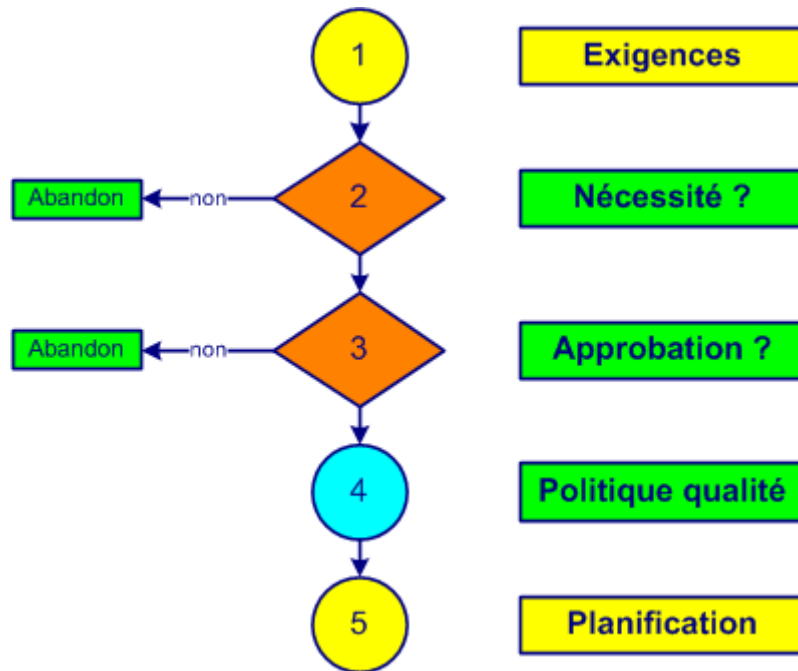 1 Exigences
Abandon non 2 Nécessité ?
Abandon non 3 Approbation ?
4 Politique qualité
5 Planification